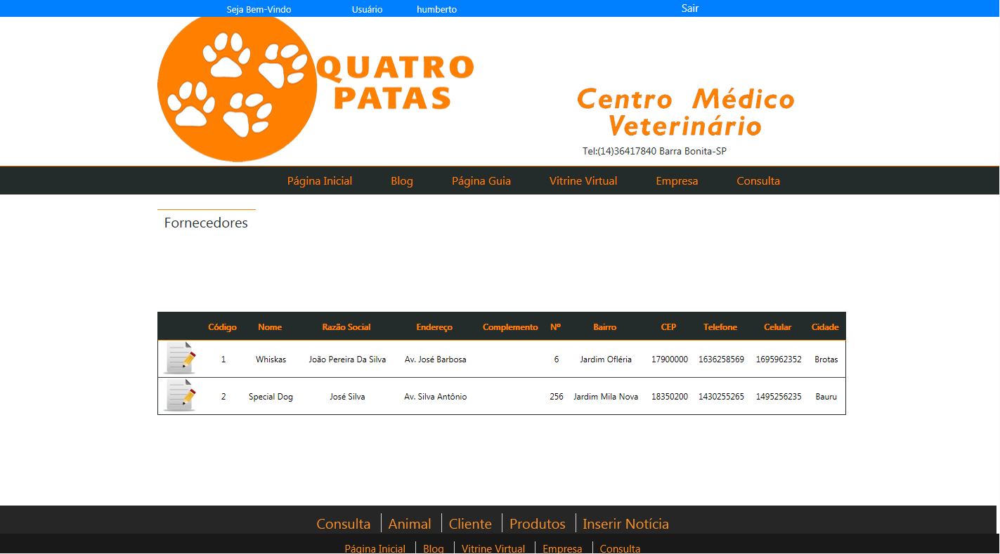 Seja Bem-Vindo Usuário humberto Sair
QUATRO
PATAS
Centro Médico
Veterinário
Tel:(14)36417840 Barra Bonita-SP
Página Inicial Blog Página Guia Vitrine Virtual Empresa Consulta
Fornecedores
Código Nome Razão Social Endereço Complemento Nº Bairro CEP Telefone Celular Cidade
1 Whiskas João Pereira Da Silva Av. José Barbosa 6 Jardim Ofléria 17900000 1636258569 1695962352 Brotas
2 Special Dog José Silva Av. Silva Antônio 256 Jardim Mila Nova 18350200 1430255265 1495256235 Bauru
Consulta Animal Cliente Produtos Inserir Notícia
Página Inicial Blog Vitrine Virtual Empresa Consulta